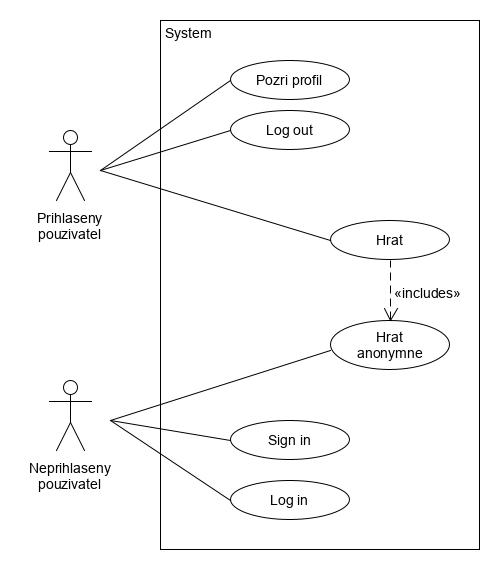 System
Pozri profil
Log out
Prihlaseny
pouzivatel
Hrat
«includes»
Hrat
anonymne
Neprihlaseny
pouzivatel
Sign in
Log in